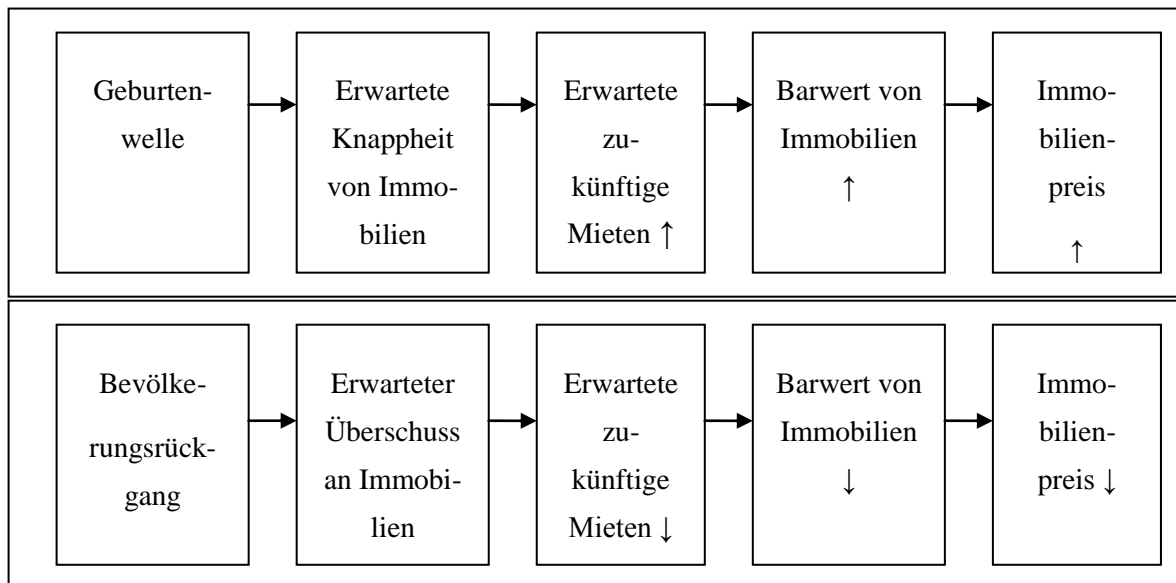 Geburten-
welle
Erwartete
Knappheit
von Immo-
bilien
Erwartete
zu-
künftige
Mieten ↑
Barwert von
Immobilien
↑
Immo-
bilien-
preis
↑
Bevölke-
rungsrück-
gang
Erwarteter
Überschuss
an Immobi-
lien
Erwartete
zu-
künftige
Mieten ↓
Barwert von
Immobilien
↓
Immo-
bilien-
preis ↓